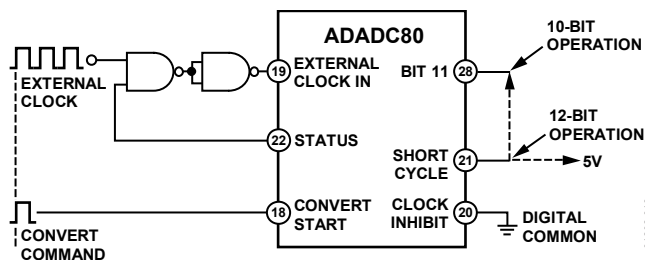 ADADC80
10-BIT
OPERATION
EXTERNAL
CLOCK
19
EXTERNAL
CLOCK IN
BIT 11
28
12-BIT
OPERATION
22
STATUS
SHORT
CYCLE
21
5V
CONVERT
COMMAND
18
CONVERT
START
CLOCK
INHIBIT
20
DIGITAL
COMMON